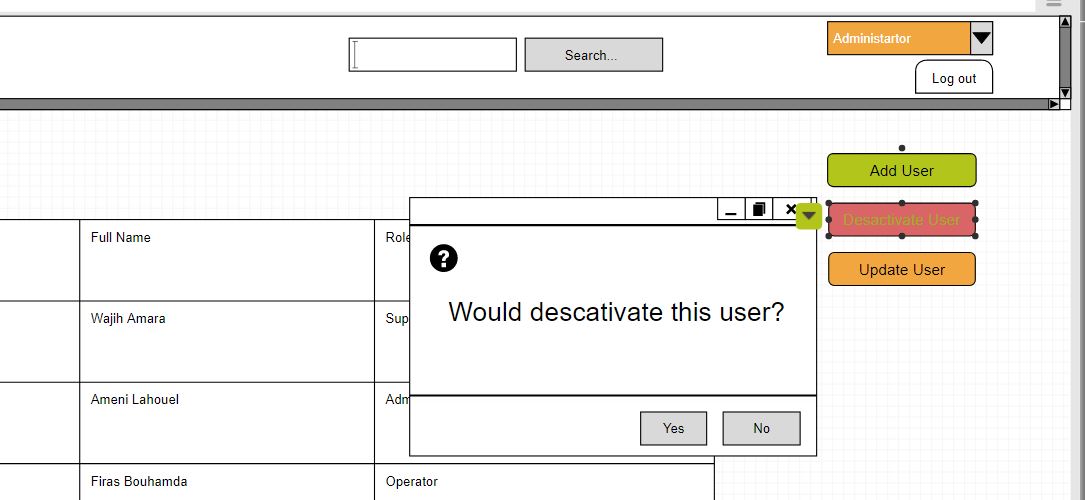 Administartor
Search...
Log out
Add User
Desactivate User
Update User
Full Name
Role
?
Would descativate this user?
Wajih Amara
Sup
Ameni Lahouel
Adm
Yes
No
Firas Bouhamda
Operator